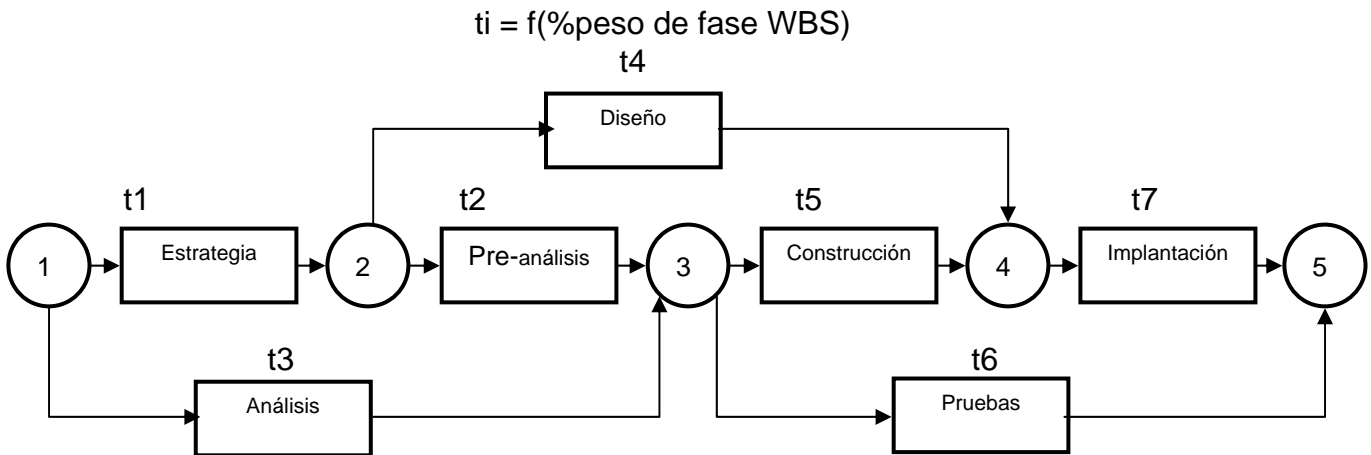 ti = f(%peso de fase WBS)
t4
Diseño
t1
t2
t5
t7
1
Estrategia
2
Pre-análisis
3
Construcción
4
Implantación
5
t3
Análisis
t6
Pruebas